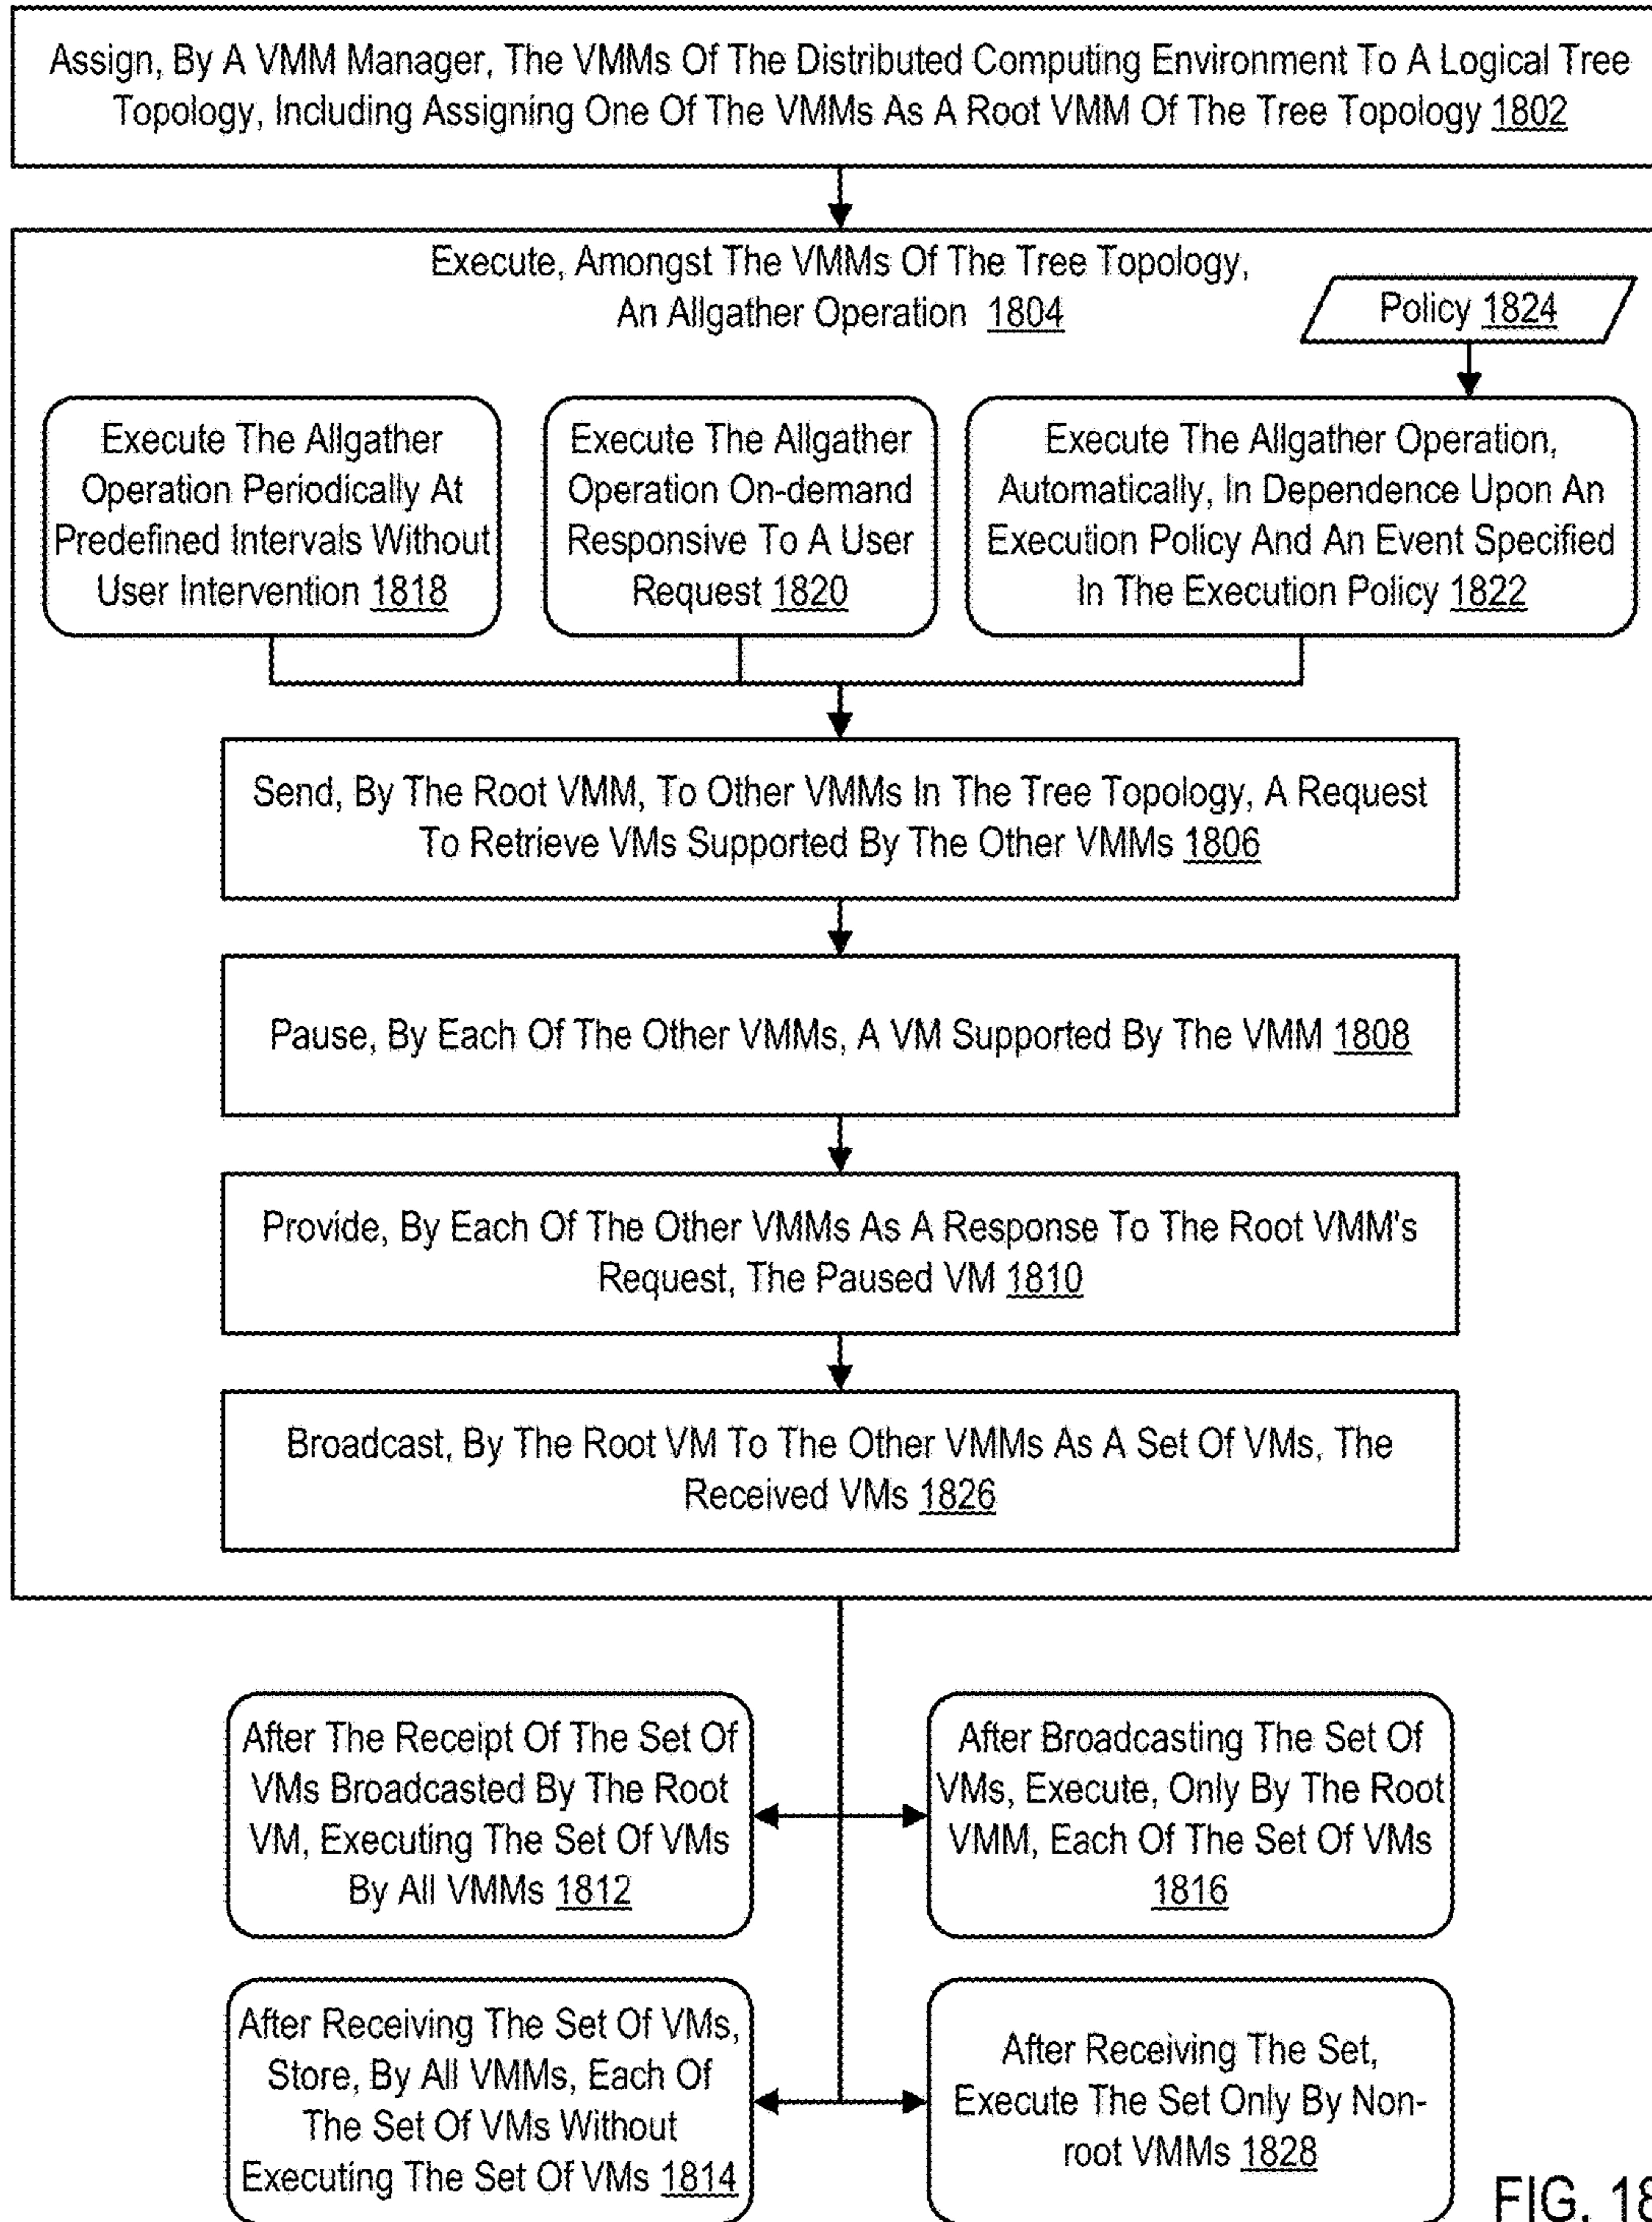 Assign, By A VMM Manager, The VMMs Of The Distributed Computing Environment To A Logical Tree
Topology, Including Assigning One Of The VMMs As A Root VMM Of The Tree Topology 1802
Execute, Amongst The VMMs Of The Tree Topology,
An Allgather Operation 1804
Policy 1824
Execute The Allgather
Operation Periodically At
Predefined Intervals Without
User Intervention 1818
Execute The Allgather
Operation On-demand
Responsive To A User
Request 1820
Execute The Allgather Operation,
Automatically, In Dependence Upon An
Execution Policy And An Event Specified
In The Execution Policy 1822
Send, By The Root VMM, To Other VMMs In The Tree Topology, A Request
To Retrieve VMs Supported By The Other VMMs 1806
Pause, By Each Of The Other VMMs, A VM Supported By The VMM 1808
Provide, By Each Of The Other VMMs As A Response To The Root VMM's
Request, The Paused VM 1810
Broadcast, By The Root VM To The Other VMMs As A Set Of VMs, The
Received VMs 1826
After The Receipt Of The Set Of
VMs Broadcasted By The Root
VM, Executing The Set Of VMs
By All VMMs 1812
After Broadcasting The Set Of
VMs, Execute, Only By The Root
VMM, Each Of The Set Of VMs
1816
After Receiving The Set Of VMs,
Store, By All VMMs, Each Of
The Set Of VMs Without
Executing The Set Of VMs 1814
After Receiving The Set,
Execute The Set Only By Non-
root VMMs 1828
FIG. 18